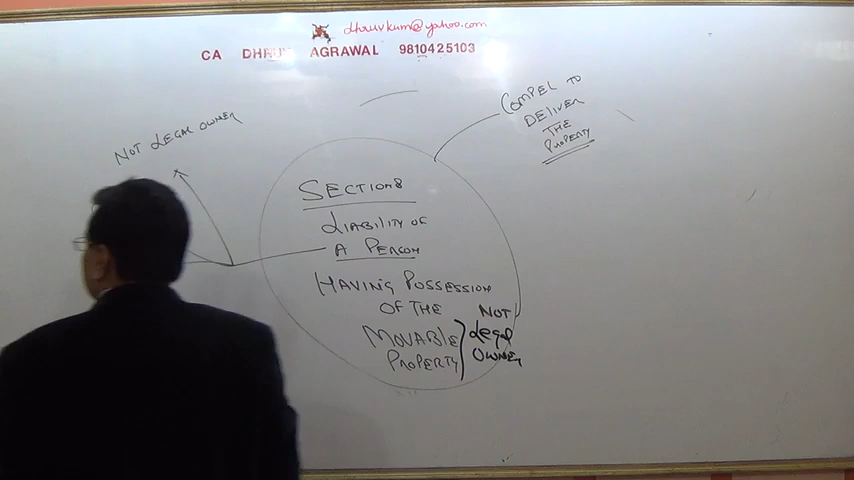 dhruvkum@yahoo.com
CA DHRUV AGRAWAL 9810425103
NOT LEGAL OWNER
COMPEL TO
DELIVER
THE
PROPERTY
SECTION 8
LIABILITY OF
A PERSON
HAVING POSSESSION
OF THE
MOVABLE
PROPERTY
NOT
Legal
OWNER